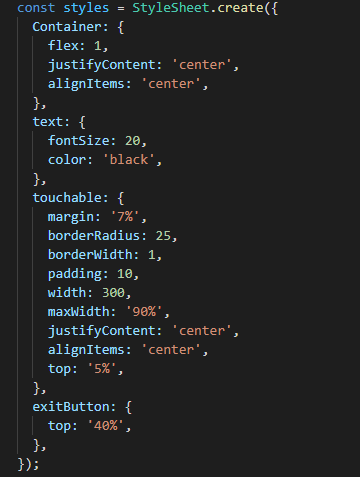 const styles = StyleSheet.create({
  Container: {
    flex: 1,
    justifyContent: 'center',
    alignItems: 'center',
  },
  text: {
    fontSize: 20,
    color: 'black',
  },
  touchable: {
    margin: '7%',
    borderRadius: 25,
    borderWidth: 1,
    padding: 10,
    width: 300,
    maxWidth: '90%',
    justifyContent: 'center',
    alignItems: 'center',
    top: '5%',
  },
  exitButton: {
    top: '40%',
  },
});